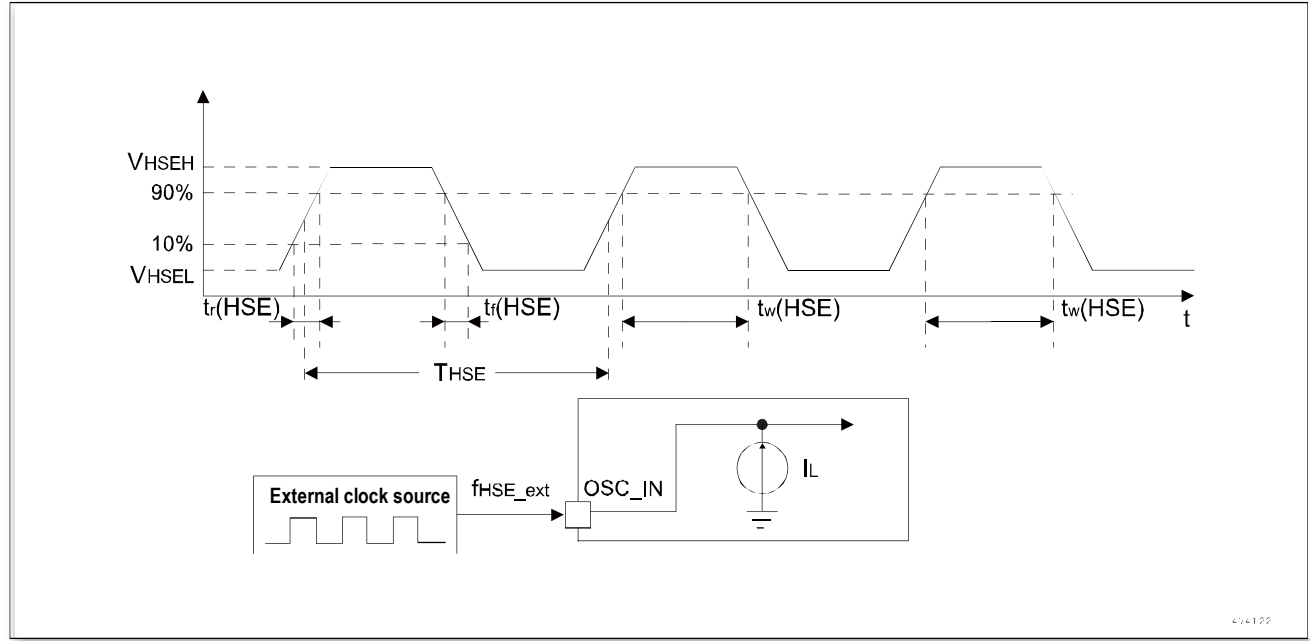 VHSEH
90%
10%
VHSEL
tr(HSE)
tf(HSE)
tw(HSE)
tw(HSE)
t
THSE
External clock source
fHSE_ext
OSC_IN
IL
474122